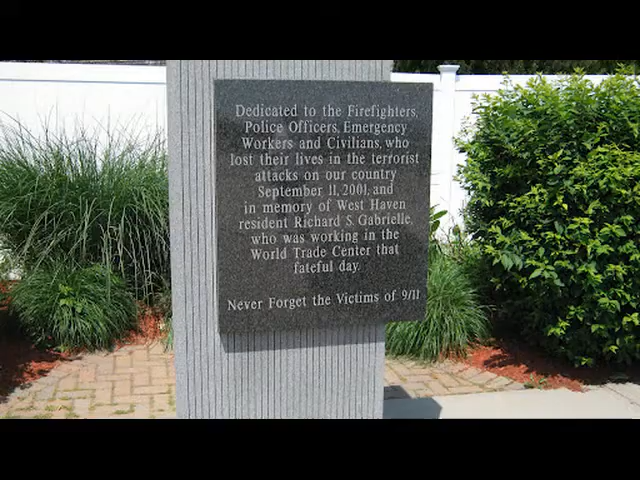 Dedicated to the Firefighters,
Police Officers, Emergency
Workers and Civilians, who
lost their lives in the terrorist
attacks on our country
September 11, 2001, and
in memory of West Haven
resident Richard S. Gabrielle,
who was working in the
World Trade Center that
fateful day.
Never Forget the Victims of 9/11